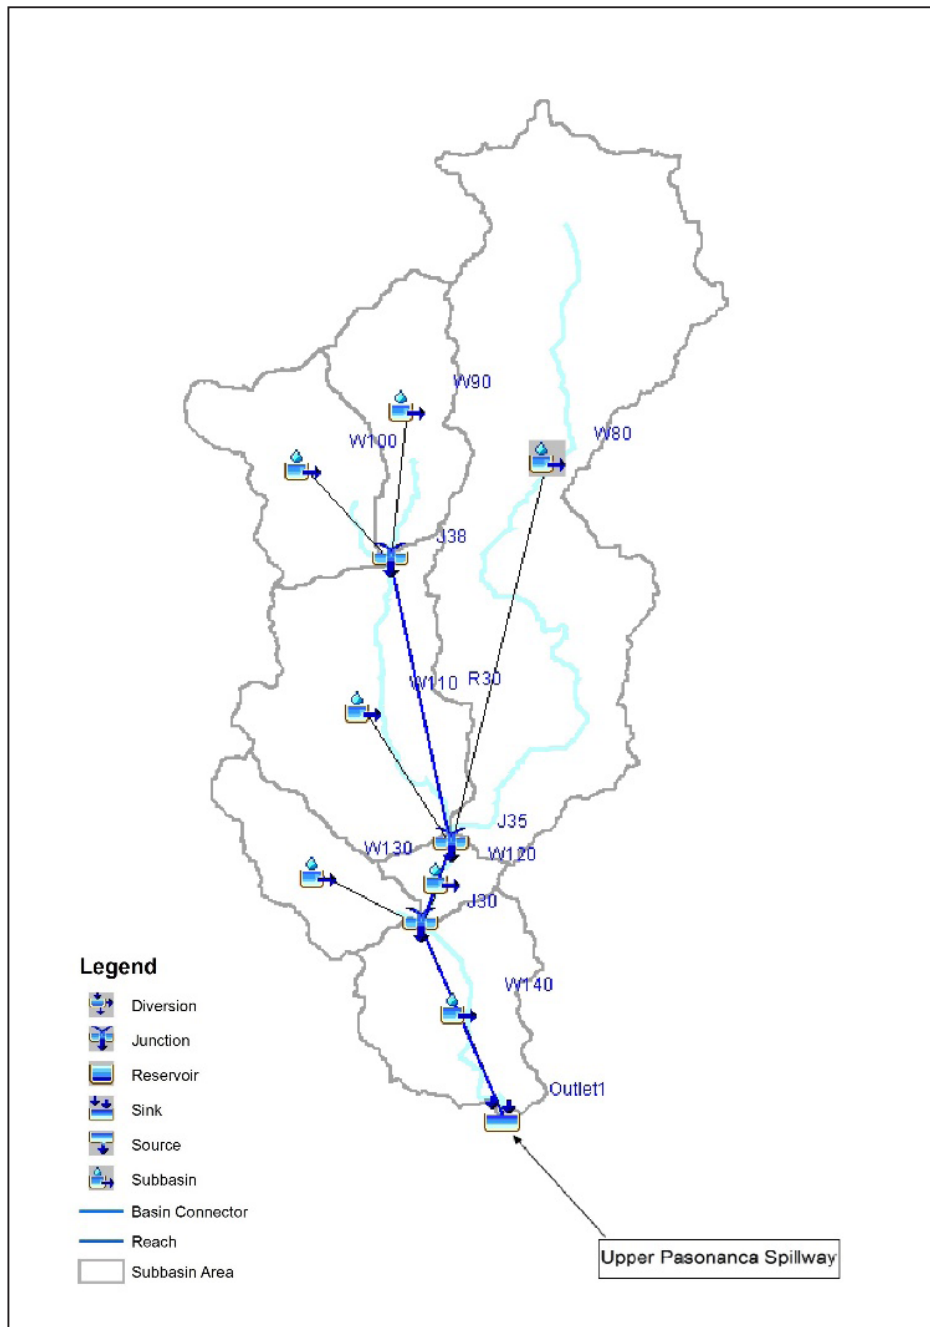 W90
W100
W80
J38
W110
R30
J35
W130
W120
J30
Legend
W140
Diversion
Junction
Reservoir
Outlet1
Sink
Source
Subbasin
Basin Connector
Reach
Subbasin Area
Upper Pasonanca Spillway